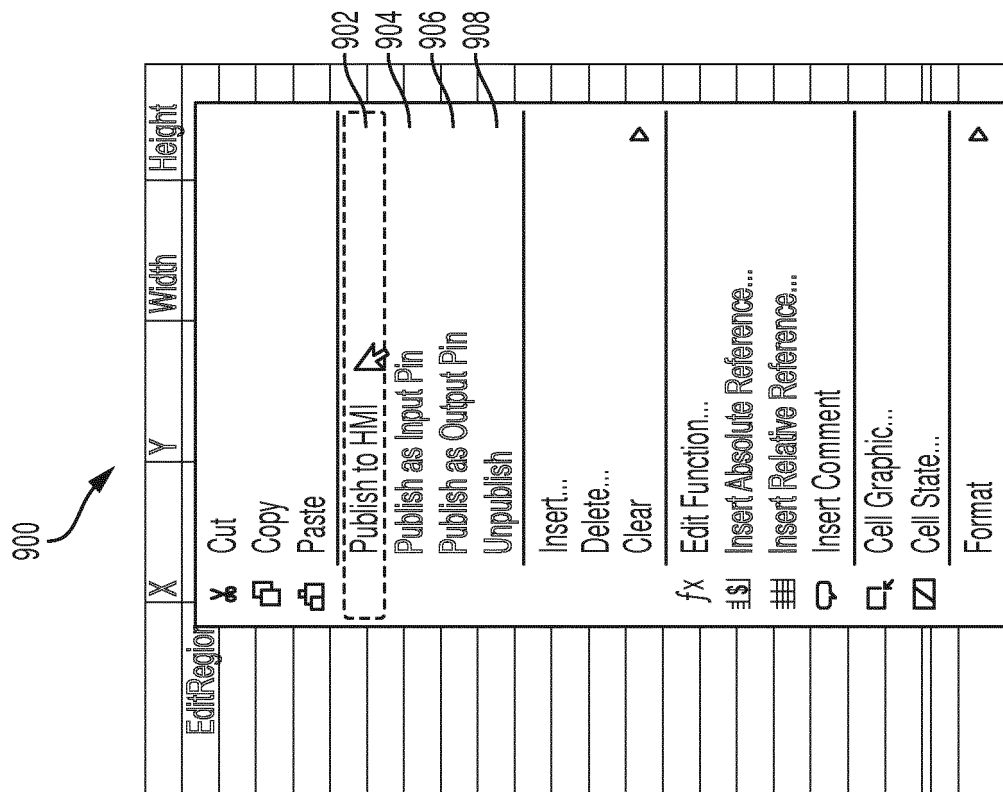 900
X Y Width Height
EditRegion
Cut
Copy
Paste
Publish to HMI 902
Publish as Input Pin 904
Publish as Output Pin 906
Unpublish 908
Insert...
Delete...
Clear
fx Edit Function...
$ Insert Absolute Reference...
Insert Relative Reference...
Insert Comment
Cell Graphic...
Cell State...
Format